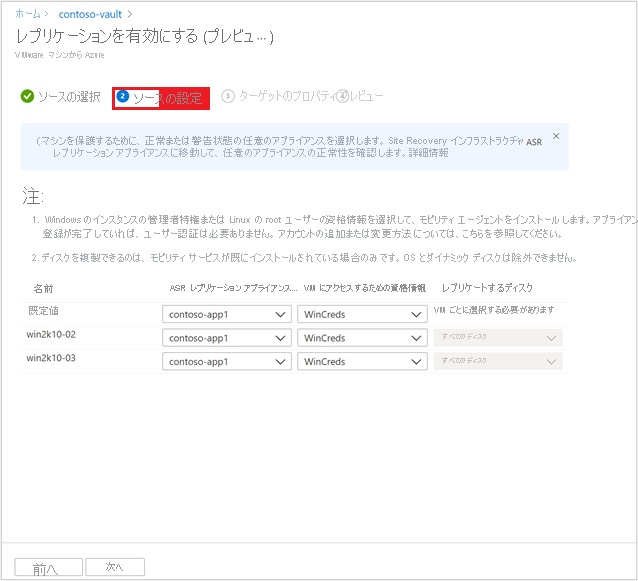 ホーム > contoso-vault >
レプリケーションを有効にする (プレビュ…)
VMware マシンから Azure
ソースの選択 2 ソースの設定 3 ターゲットのプロパティ 4 レビュー
(マシンを保護するために、正常または警告状態の任意のアプライアンスを選択します。Site Recovery インフラストラクチャ ASR
レプリケーション アプライアンスに移動して、任意のアプライアンスの正常性を確認します。詳細情報
注:
1. Windows のインスタンスの管理者特権または Linux の root ユーザーの資格情報を選択して、モビリティ エージェントをインストールします。アプライアン
登録が完了していれば、ユーザー認証は必要ありません。アカウントの追加または変更方法については、こちらを参照してください。
2. ディスクを複製できるのは、モビリティ サービスが既にインストールされている場合のみです。OS とダイナミック ディスクは除外できません。
名前 ASR レプリケーション アプライアンス... VM にアクセスするための資格情報 レプリケートするディスク
既定値 contoso-app1 WinCreds VM ごとに選択する必要があります
win2k10-02 contoso-app1 WinCreds すべてのディスク
win2k10-03 contoso-app1 WinCreds すべてのディスク
前へ 次へ